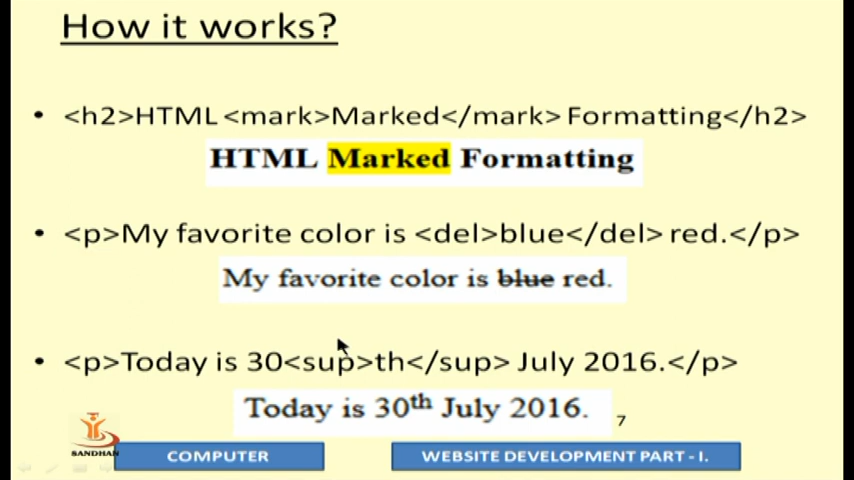 How it works?
• <h2>HTML <mark>Marked</mark> Formatting</h2>
HTML Marked Formatting
• <p>My favorite color is <del>blue</del> red.</p>
My favorite color is blue red.
• <p>Today is 30<sup>th</sup> July 2016.</p>
Today is 30th July 2016.
7
SANDHAN
COMPUTER
WEBSITE DEVELOPMENT PART - I.